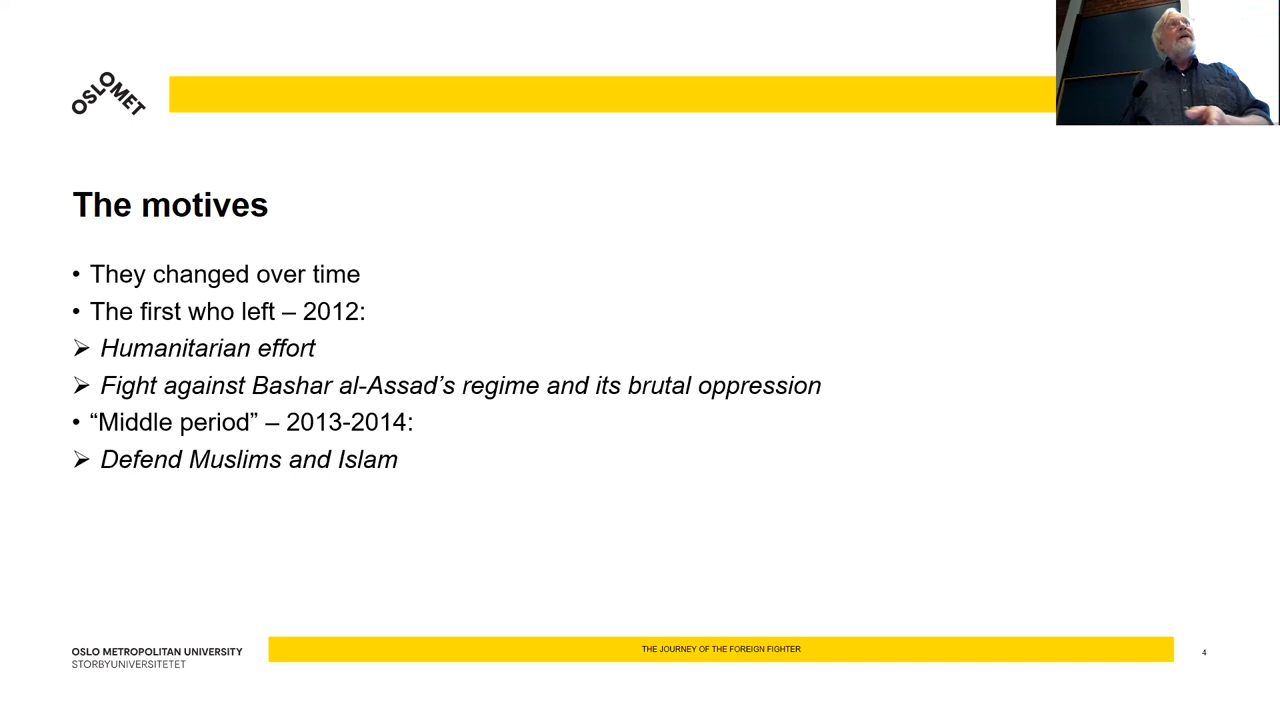 OSLOMET
The motives
• They changed over time
• The first who left – 2012:
➢ Humanitarian effort
➢ Fight against Bashar al-Assad’s regime and its brutal oppression
• “Middle period” – 2013-2014:
➢ Defend Muslims and Islam
OSLO METROPOLITAN UNIVERSITY
STORBYUNIVERSITETET
THE JOURNEY OF THE FOREIGN FIGHTER
4